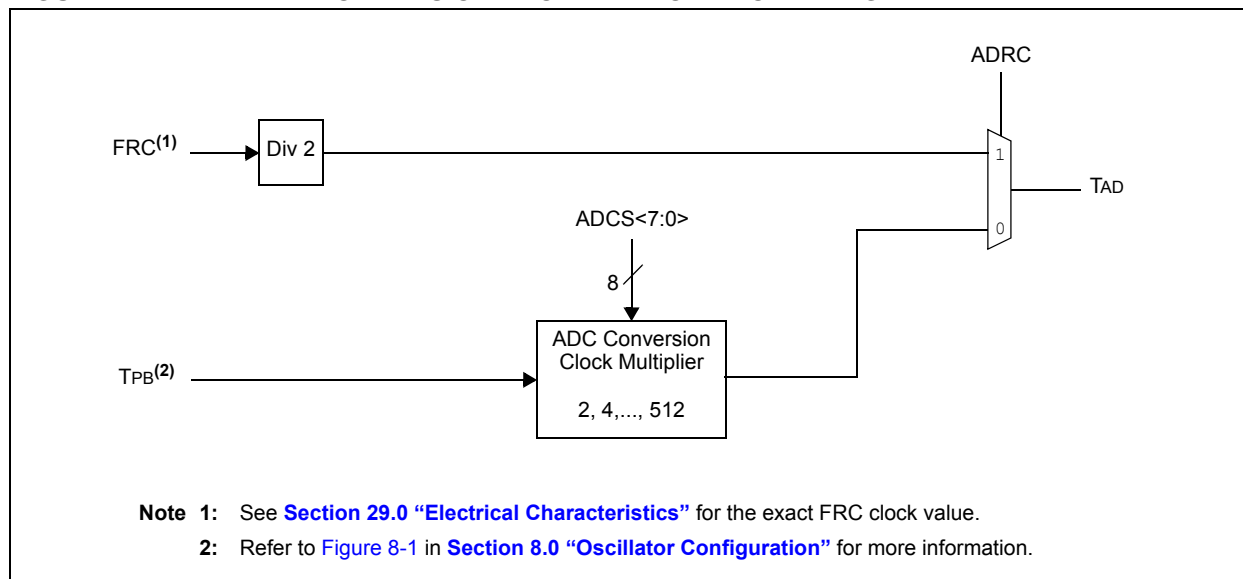 ADRC
FRC(1)
Div 2
1
TAD
ADCS<7:0>
0
8
ADC Conversion
Clock Multiplier
2, 4,..., 512
TPB(2)
Note 1: See Section 29.0 “Electrical Characteristics” for the exact FRC clock value.
2: Refer to Figure 8-1 in Section 8.0 “Oscillator Configuration” for more information.